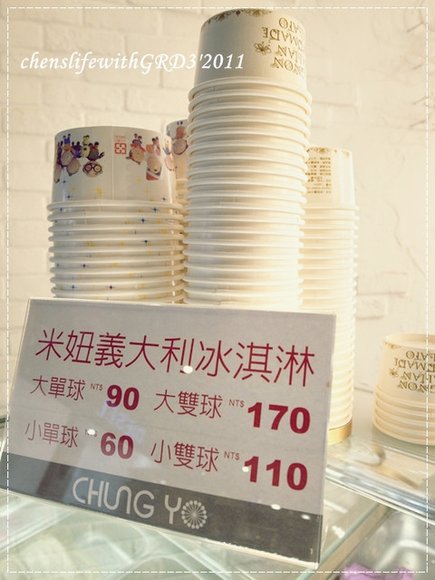 chenslifewithGRD3'2011
米妞義大利冰淇淋
大單球 NT$ 90 大雙球 NT$ 170
小單球 60 小雙球 NT$ 110
CHUNG YO